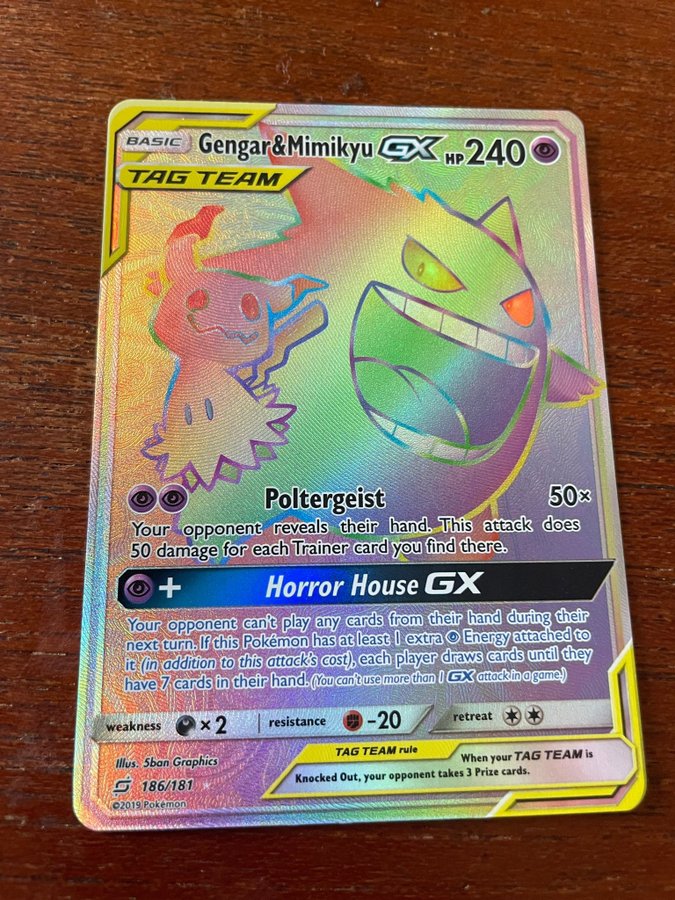 BASIC Gengar&Mimikyu GX HP 240
TAG TEAM
Poltergeist 50×
Your opponent reveals their hand. This attack does
50 damage for each Trainer card you find there.
+ Horror House GX
Your opponent can't play any cards from their hand during their
next turn. If this Pokémon has at least 1 extra Energy attached to
it (in addition to this attack's cost), each player draws cards until they
have 7 cards in their hand. (You can't use more than 1 GX attack in a game.)
weakness ×2 resistance -20 retreat
Illus. 5ban Graphics
TAG TEAM rule
When your TAG TEAM is
Knocked Out, your opponent takes 3 Prize cards.
186/181
©2019 Pokémon